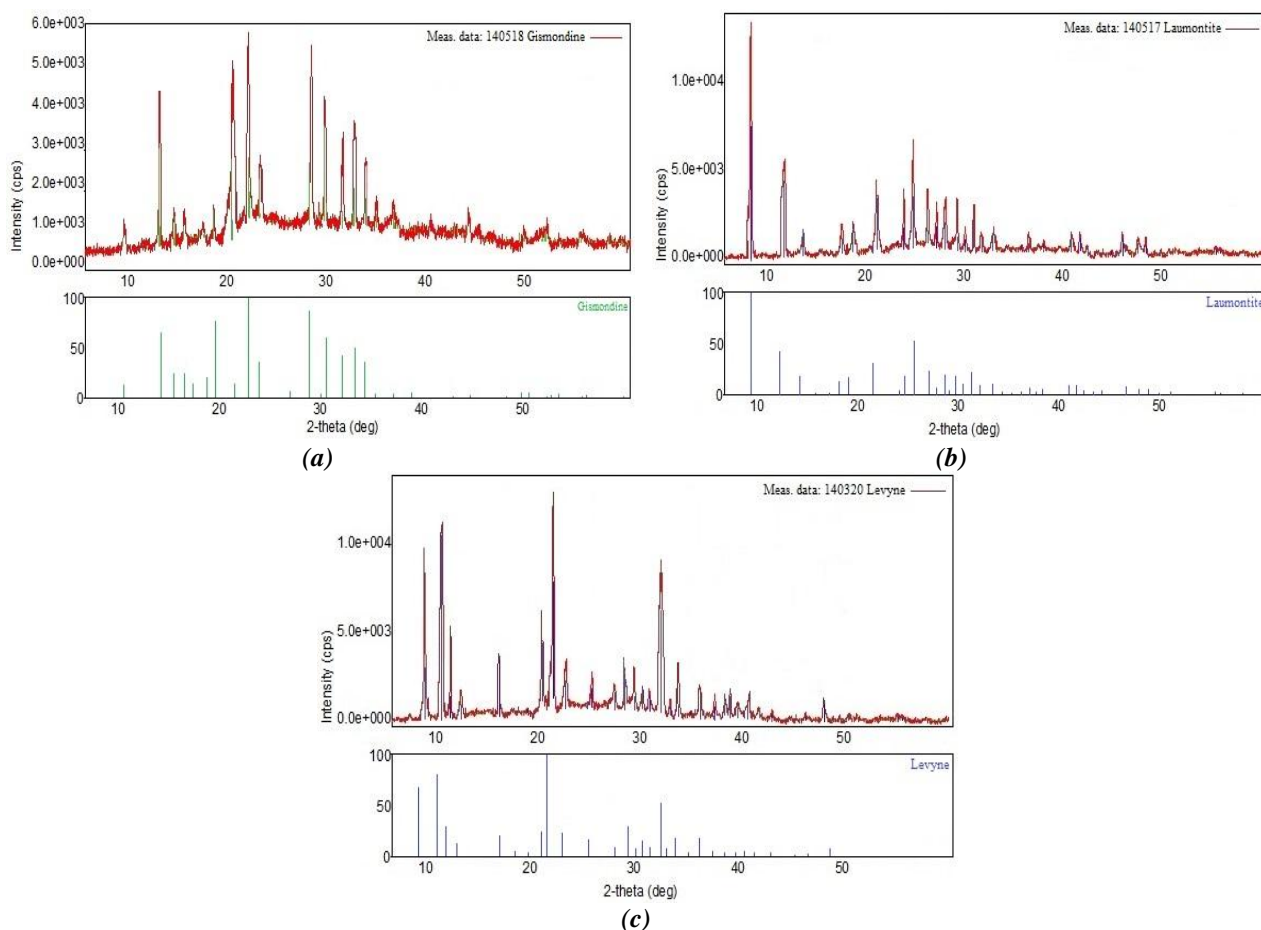 6.0e+003
Meas. data: 140518 Gismondine
5.0e+003
4.0e+003
3.0e+003
2.0e+003
1.0e+003
0.0e+000
Intensity (cps)
10 20 30 40 50
100
Gismondine
50
0
10 20 30 40 50
2-theta (deg)
(a)
Meas. data: 140517 Laumontite
1.0e+004
5.0e+003
0.0e+000
Intensity (cps)
10 20 30 40 50
100
Laumontite
50
0
10 20 30 40 50
2-theta (deg)
(b)
Meas. data: 140320 Levyne
1.0e+004
5.0e+003
0.0e+000
Intensity (cps)
10 20 30 40 50
100
Levyne
50
0
10 20 30 40 50
2-theta (deg)
(c)